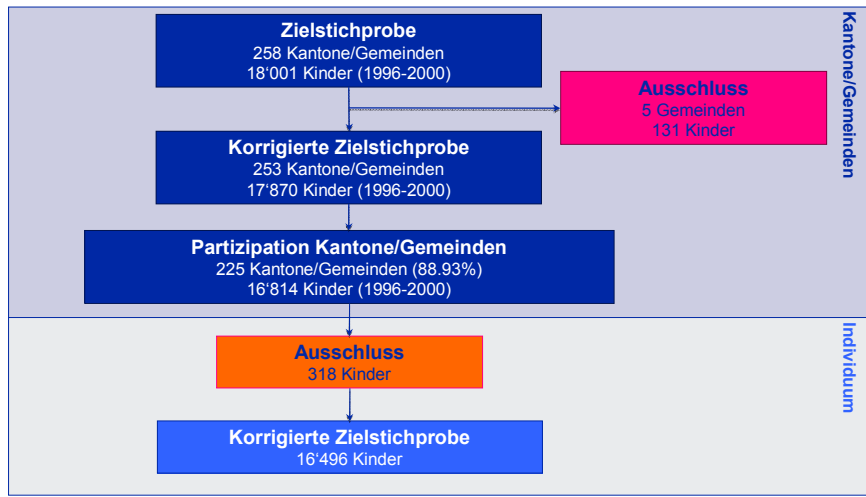 Zielstichprobe
258 Kantone/Gemeinden
18‘001 Kinder (1996-2000)
Ausschluss
5 Gemeinden
131 Kinder
Korrigierte Zielstichprobe
253 Kantone/Gemeinden
17‘870 Kinder (1996-2000)
Partizipation Kantone/Gemeinden
225 Kantone/Gemeinden (88.93%)
16‘814 Kinder (1996-2000)
Kantone/Gemeinden
Ausschluss
318 Kinder
Korrigierte Zielstichprobe
16‘496 Kinder
Individuum